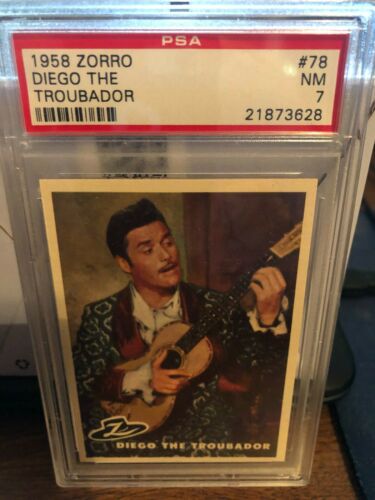 PSA
1958 ZORRO #78
DIEGO THE NM
TROUBADOR 7
21873628
Z
DIEGO THE TROUBADOR